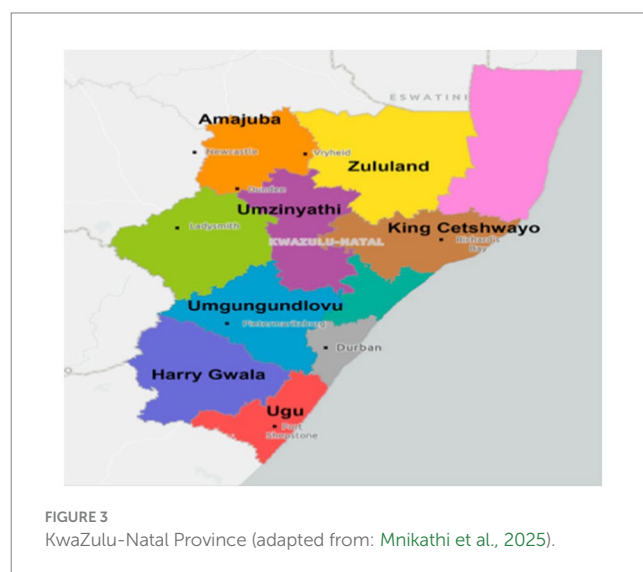 ESWATINI
Amajuba
Newcastle
Vryheid
Zululand
Dundee
Umzinyathi
Ladysmith
King Cetshwayo
KWAZULU-NATAL
Richard's
Bay
Umgungundlovu
Pietermaritzburg
Durban
Harry Gwala
Ugu
Port
Shepstone
FIGURE 3
KwaZulu-Natal Province (adapted from: Mnikathi et al., 2025).